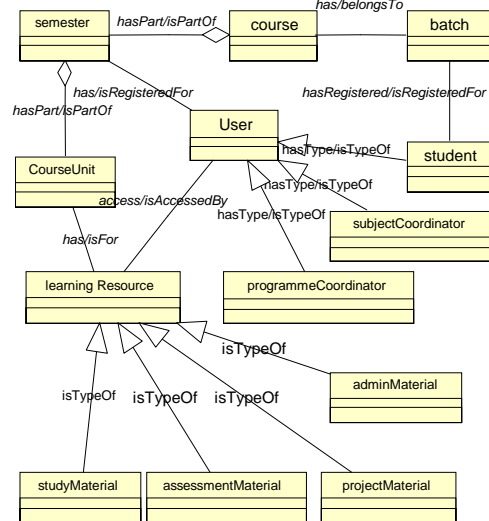 has/belongsTo
semester
hasPart/isPartOf
course
batch
has/isRegisteredFor
hasRegistered/isRegisteredFor
hasPart/isPartOf
User
hasType/isTypeOf
student
CourseUnit
hasType/isTypeOf
access/isAccessedBy
hasType/isTypeOf
subjectCoordinator
has/isFor
learning Resource
programmeCoordinator
isTypeOf
adminMaterial
isTypeOf
isTypeOf
isTypeOf
studyMaterial
assessmentMaterial
projectMaterial